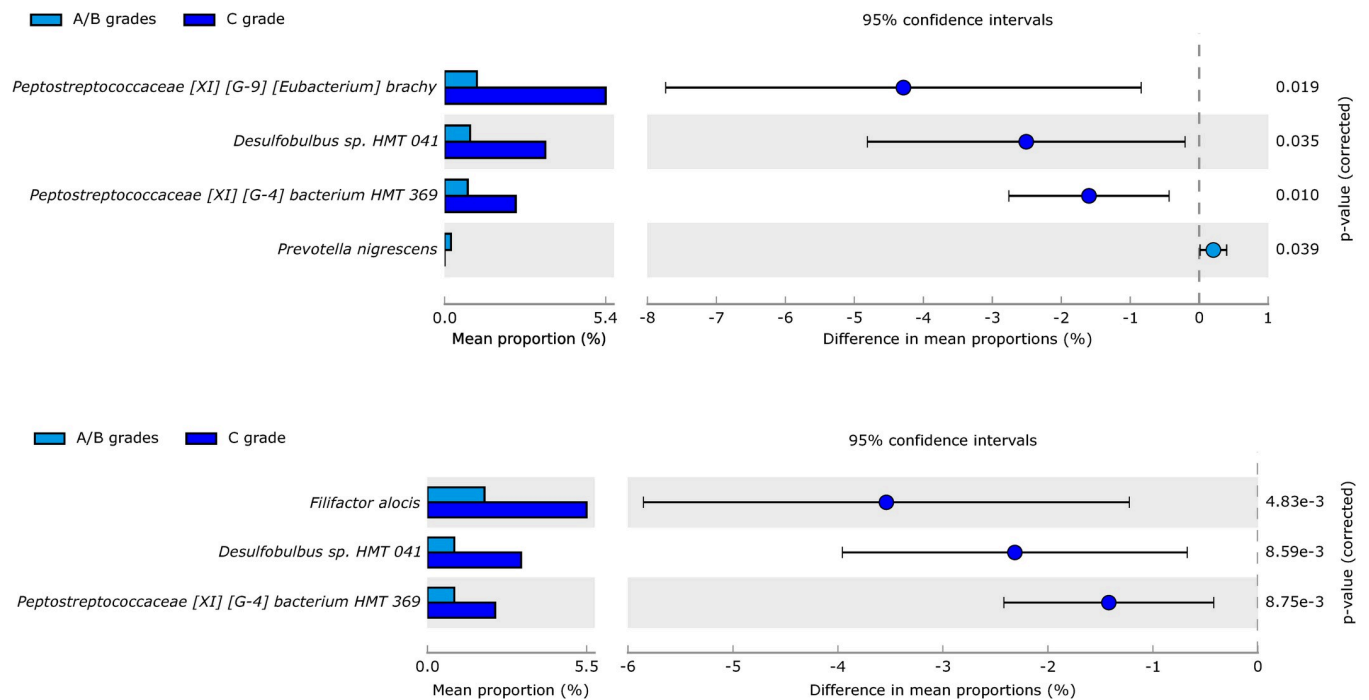 A/B grades C grade 95% confidence intervals
Peptostreptococcaceae [XI] [G-9] [Eubacterium] brachy 0.019
Desulfobulbus sp. HMT 041 0.035
Peptostreptococcaceae [XI] [G-4] bacterium HMT 369 0.010
Prevotella nigrescens 0.039
p-value (corrected)
0.0 5.4 -8 -7 -6 -5 -4 -3 -2 -1 0 1
Mean proportion (%) Difference in mean proportions (%)
A/B grades C grade 95% confidence intervals
Filifactor alocis 4.83e-3
Desulfobulbus sp. HMT 041 8.59e-3
Peptostreptococcaceae [XI] [G-4] bacterium HMT 369 8.75e-3
p-value (corrected)
0.0 5.5 -6 -5 -4 -3 -2 -1 0
Mean proportion (%) Difference in mean proportions (%)